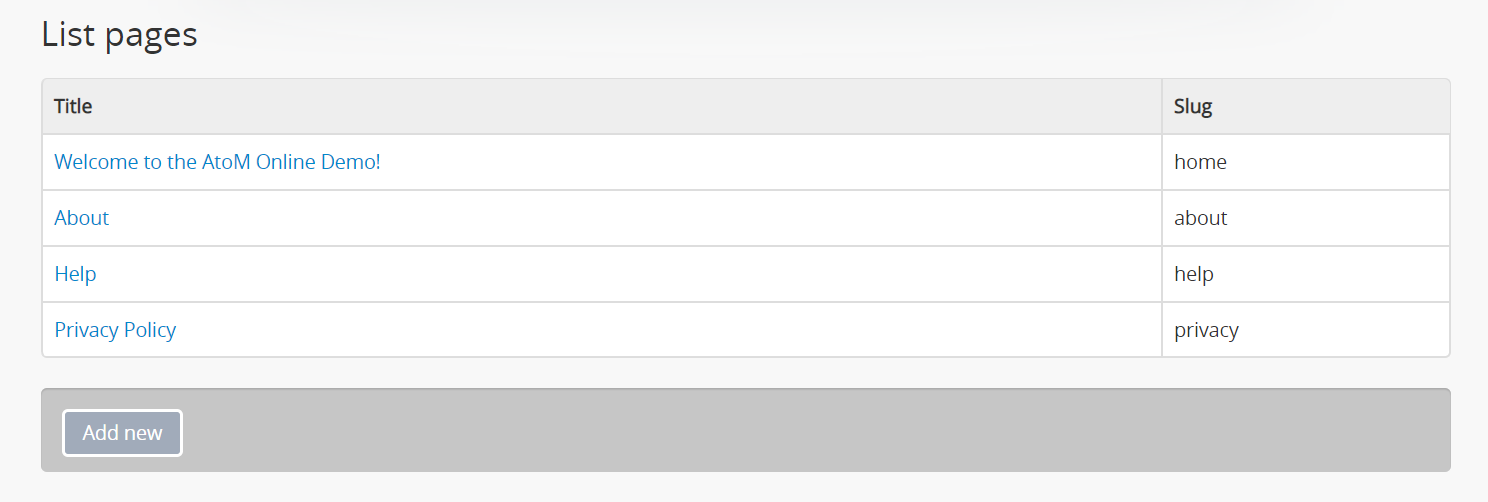 List pages
Title Slug
Welcome to the AtoM Online Demo! home
About about
Help help
Privacy Policy privacy
Add new